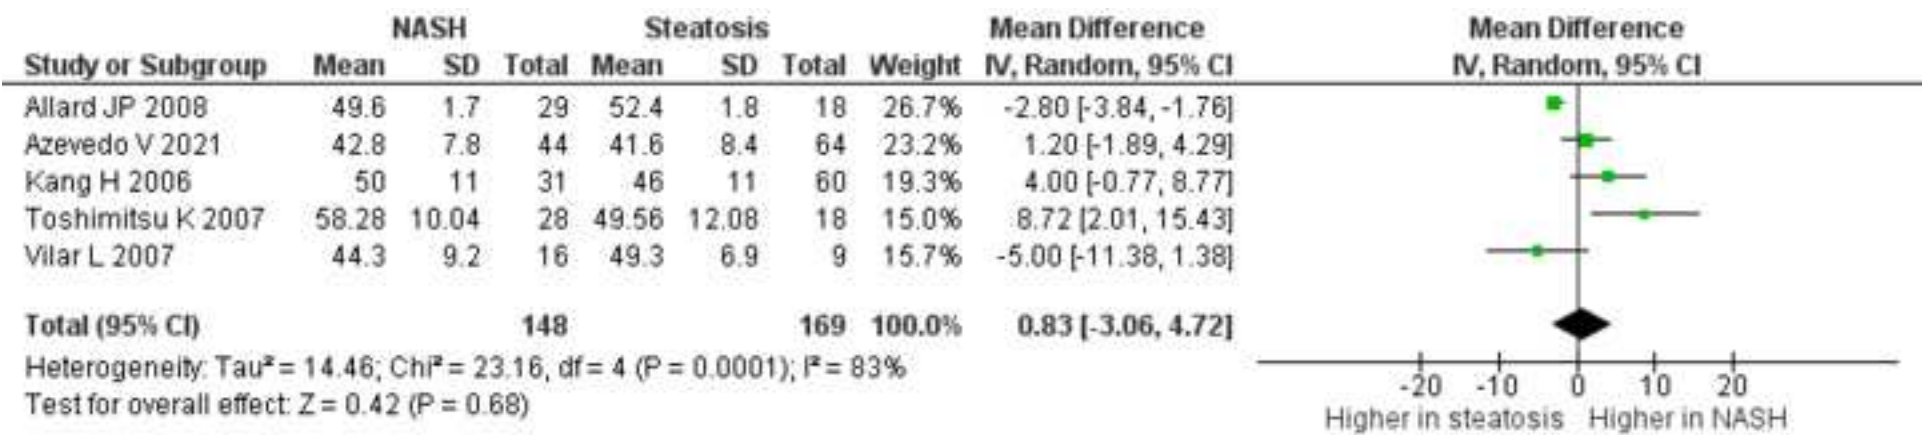 NASH Steatosis Mean Difference Mean Difference
Study or Subgroup Mean SD Total Mean SD Total Weight IV, Random, 95% CI IV, Random, 95% CI
Allard JP 2008 49.6 1.7 29 52.4 1.8 18 26.7% -2.80 [-3.84, -1.76]
Azevedo V 2021 42.8 7.8 44 41.6 8.4 64 23.2% 1.20 [-1.89, 4.29]
Kang H 2006 50 11 31 46 11 60 19.3% 4.00 [-0.77, 8.77]
Toshimitsu K 2007 58.28 10.04 28 49.56 12.08 18 15.0% 8.72 [2.01, 15.43]
Vilar L 2007 44.3 9.2 16 49.3 6.9 9 15.7% -5.00 [-11.38, 1.38]
Total (95% CI) 148 169 100.0% 0.83 [-3.06, 4.72]
Heterogeneity: Tau² = 14.46; Chi² = 23.16, df = 4 (P = 0.0001); I² = 83%
Test for overall effect: Z = 0.42 (P = 0.68)
-20 -10 0 10 20
Higher in steatosis Higher in NASH